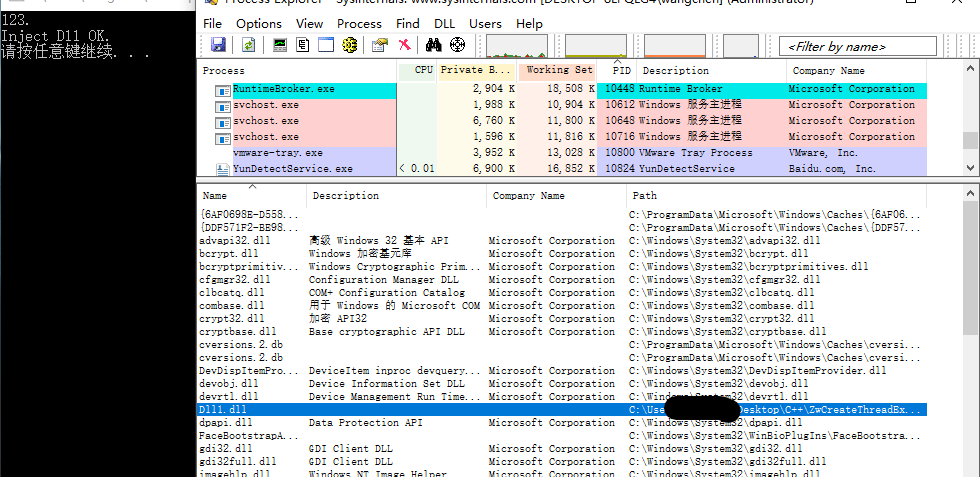 123.
Inject Dll OK.
请按任意键继续. . .
File Options View Process Find DLL Users Help
<Filter by name>
Process CPU Private B... Working Set PID Description Company Name
RuntimeBroker.exe 2,904 K 18,508 K 10448 Runtime Broker Microsoft Corporation
svchost.exe 1,988 K 10,904 K 10612 Windows 服务主进程 Microsoft Corporation
svchost.exe 6,760 K 11,800 K 10648 Windows 服务主进程 Microsoft Corporation
svchost.exe 1,596 K 11,816 K 10716 Windows 服务主进程 Microsoft Corporation
vmware-tray.exe 3,952 K 13,028 K 10800 VMware Tray Process VMware, Inc.
YunDetectService.exe < 0.01 6,900 K 16,852 K 10824 YunDetectService Baidu.com, Inc.
Name Description Company Name Path
{6AF0698E-D558... C:\ProgramData\Microsoft\Windows\Caches\{6AF06...
{DDF571F2-BE98... C:\ProgramData\Microsoft\Windows\Caches\{DDF57...
advapi32.dll 高级 Windows 32 基本 API Microsoft Corporation C:\Windows\System32\advapi32.dll
bcrypt.dll Windows 加密基元库 Microsoft Corporation C:\Windows\System32\bcrypt.dll
bcryptprimitiv... Windows Cryptographic Prim... Microsoft Corporation C:\Windows\System32\bcryptprimitives.dll
cfgmgr32.dll Configuration Manager DLL Microsoft Corporation C:\Windows\System32\cfgmgr32.dll
clbcatq.dll COM+ Configuration Catalog Microsoft Corporation C:\Windows\System32\clbcatq.dll
combase.dll 用于 Windows 的 Microsoft COM Microsoft Corporation C:\Windows\System32\combase.dll
crypt32.dll 加密 API32 Microsoft Corporation C:\Windows\System32\crypt32.dll
cryptbase.dll Base cryptographic API DLL Microsoft Corporation C:\Windows\System32\cryptbase.dll
cversions.2.db C:\ProgramData\Microsoft\Windows\Caches\cversi...
cversions.2.db C:\ProgramData\Microsoft\Windows\Caches\cversi...
DevDispItemPro... DeviceItem inproc devquery... Microsoft Corporation C:\Windows\System32\DevDispItemProvider.dll
devobj.dll Device Information Set DLL Microsoft Corporation C:\Windows\System32\devobj.dll
devrtl.dll Device Management Run Time... Microsoft Corporation C:\Windows\System32\devrtl.dll
Dll1.dll C:\Use Desktop\C++\ZwCreateThreadEx...
dpapi.dll Data Protection API Microsoft Corporation C:\Windows\System32\dpapi.dll
FaceBootstrapA... C:\Windows\System32\WinBioPlugIns\FaceBootstra...
gdi32.dll GDI Client DLL Microsoft Corporation C:\Windows\System32\gdi32.dll
gdi32full.dll GDI Client DLL Microsoft Corporation C:\Windows\System32\gdi32full.dll
imagehlp.dll Windows NT Image Helper Microsoft Corporation C:\Windows\System32\imagehlp.dll